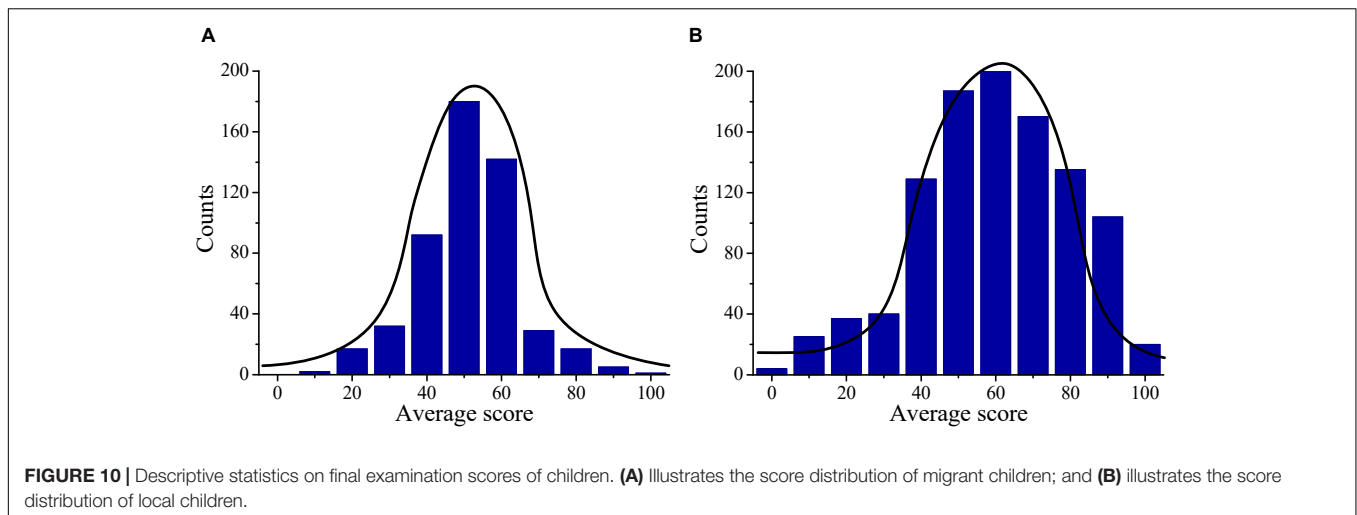 A
B
200
160
120
80
40
0
Counts
0 20 40 60 80 100
Average score
200
160
120
80
40
0
Counts
0 20 40 60 80 100
Average score
FIGURE 10 | Descriptive statistics on final examination scores of children. (A) Illustrates the score distribution of migrant children; and (B) illustrates the score
distribution of local children.